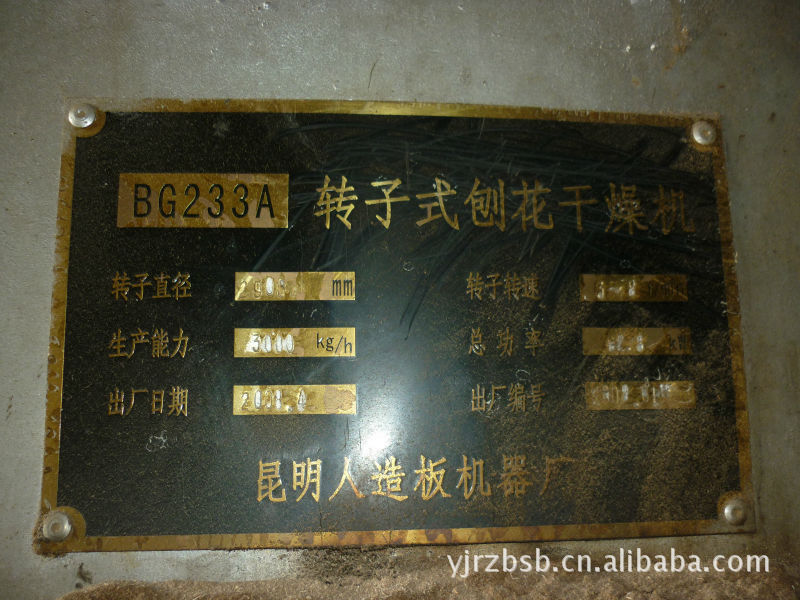 BG233A 转子式刨花干燥机
转子直径 mm 转子转速
生产能力 3000 kg/h 总功率
出厂日期 出厂编号
昆明人造板机器厂
yjrzbsb.cn.alibaba.com